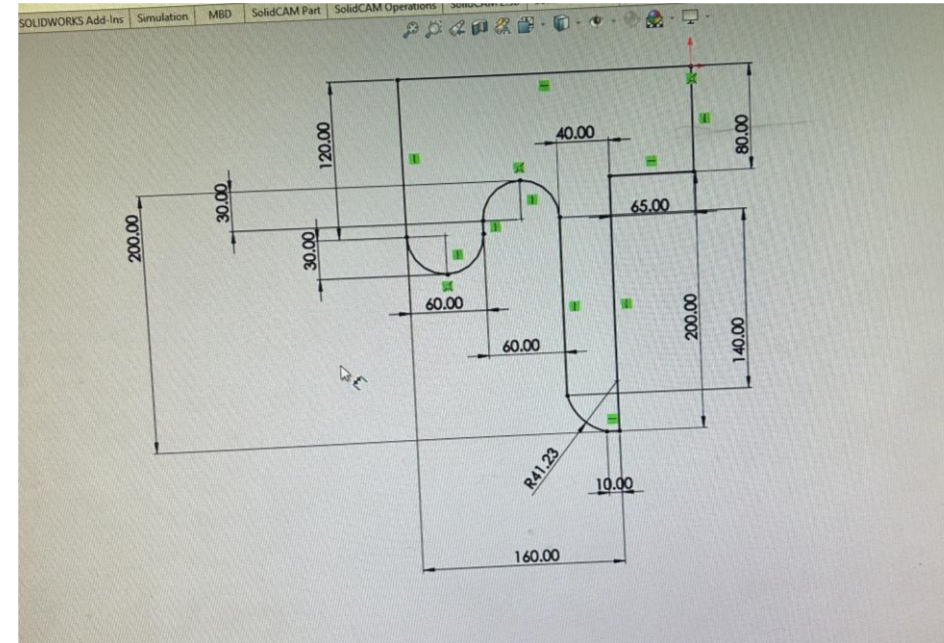 SOLIDWORKS Add-Ins
Simulation
MBD
SolidCAM Part
SolidCAM Operations
120.00
40.00
80.00
30.00
200.00
30.00
65.00
60.00
60.00
200.00
140.00
R41.23
10.00
160.00